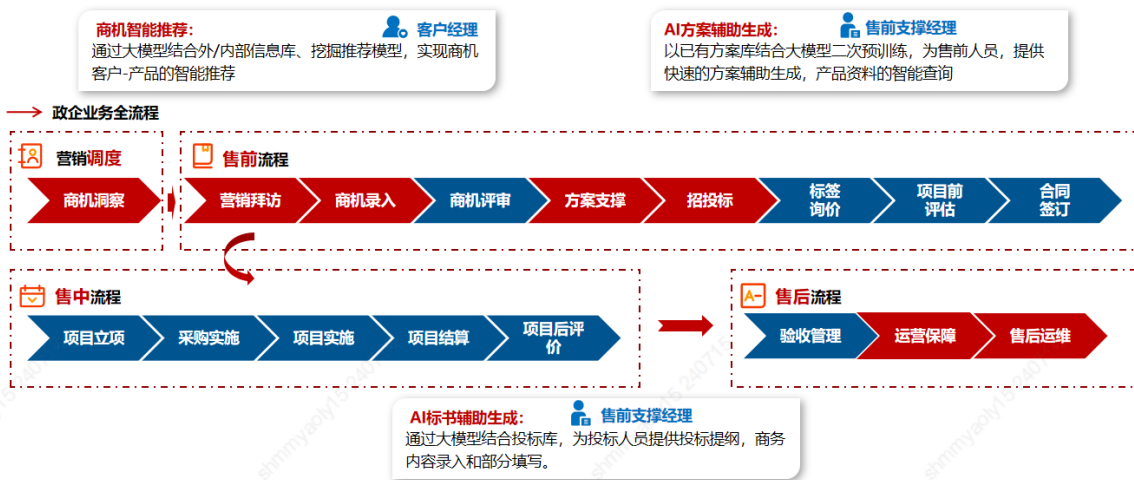 商机智能推荐：
客户经理
通过大模型结合外/内部信息库、挖掘推荐模型，实现商机
客户-产品的智能推荐
AI方案辅助生成：
售前支撑经理
以已有方案库结合大模型二次预训练，为售前人员，提供
快速的方案辅助生成，产品资料的智能查询
政企业务全流程
营销调度
商机洞察
售前流程
营销拜访
商机录入
商机评审
方案支撑
招投标
标签
询价
项目前
评估
合同
签订
售中流程
项目立项
采购实施
项目实施
项目结算
项目后评
价
A-
售后流程
验收管理
运营保障
售后运维
AI标书辅助生成：
售前支撑经理
通过大模型结合投标库，为投标人员提供投标提纲，商务
内容录入和部分填写。
shmmyaoly15 240715